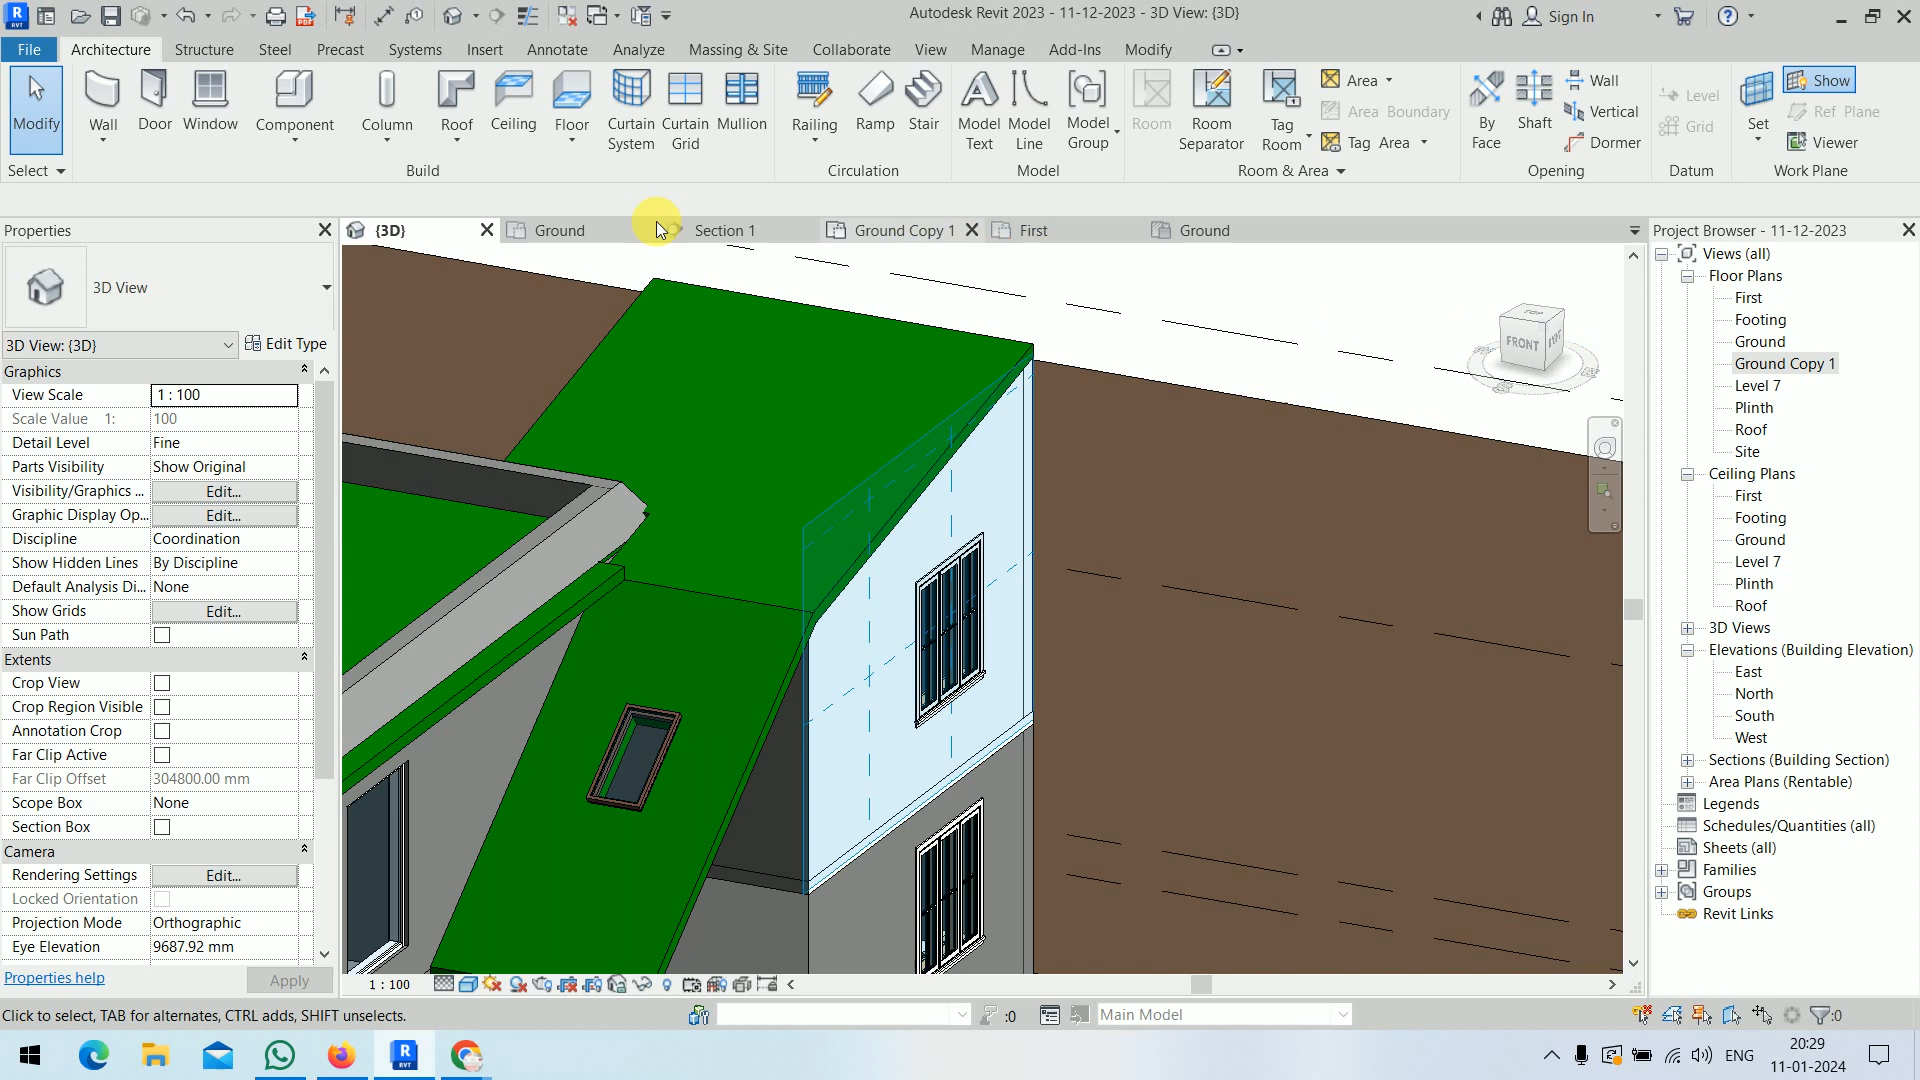 Autodesk Revit 2023 - 11-12-2023 - 3D View: {3D}
Sign In
File Architecture Structure Steel Precast Systems Insert Annotate Analyze Massing & Site Collaborate View Manage Add-Ins Modify
Modify
Wall
Door
Window
Component
Column
Roof
Ceiling
Floor
Curtain System
Curtain Grid
Mullion
Railing
Ramp
Stair
Model Text
Model Line
Model Group
Room
Room Separator
Tag Room
Area
Area Boundary
Tag Area
By Face
Shaft
Wall
Vertical
Dormer
Level
Grid
Set
Show
Ref Plane
Viewer
Select
Build
Circulation
Model
Room & Area
Opening
Datum
Work Plane
Properties
{3D}
Ground
Section 1
Ground Copy 1
First
Ground
Project Browser - 11-12-2023
3D View
3D View: {3D}
Edit Type
Graphics
View Scale 1 : 100
Scale Value 1: 100
Detail Level Fine
Parts Visibility Show Original
Visibility/Graphics ... Edit...
Graphic Display Op... Edit...
Discipline Coordination
Show Hidden Lines By Discipline
Default Analysis Di... None
Show Grids Edit...
Sun Path
Extents
Crop View
Crop Region Visible
Annotation Crop
Far Clip Active
Far Clip Offset 304800.00 mm
Scope Box None
Section Box
Camera
Rendering Settings Edit...
Locked Orientation
Projection Mode Orthographic
Eye Elevation 9687.92 mm
Properties help
Apply
TOP
FRONT
Views (all)
Floor Plans
First
Footing
Ground
Ground Copy 1
Level 7
Plinth
Roof
Site
Ceiling Plans
First
Footing
Ground
Level 7
Plinth
Roof
3D Views
Elevations (Building Elevation)
East
North
South
West
Sections (Building Section)
Area Plans (Rentable)
Legends
Schedules/Quantities (all)
Sheets (all)
Families
Groups
Revit Links
1 : 100
Click to select, TAB for alternates, CTRL adds, SHIFT unselects.
:0
Main Model
:0
R
RVT
ENG
20:29
11-01-2024